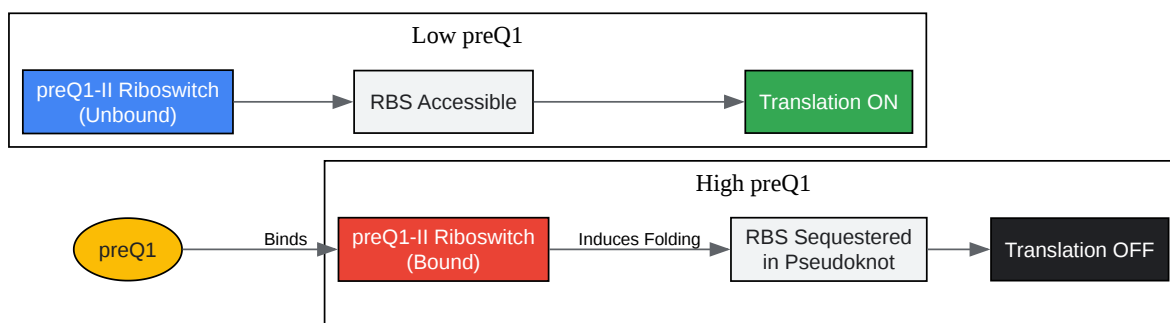 Low preQ1
preQ1-II Riboswitch
(Unbound)
RBS Accessible
Translation ON
High preQ1
preQ1
Binds
preQ1-II Riboswitch
(Bound)
Induces Folding
RBS Sequestered
in Pseudoknot
Translation OFF